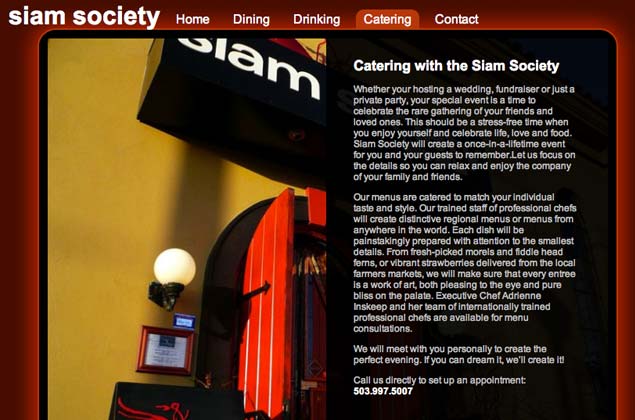 siam society
Home
Dining
Drinking
Catering
Contact
siam
Catering with the Siam Society
Whether your hosting a wedding, fundraiser or just a
private party, your special event is a time to
celebrate the rare gathering of your friends and
loved ones. This should be a stress-free time when
you enjoy yourself and celebrate life, love and food.
Siam Society will create a once-in-a-lifetime event
for you and your guests to remember.Let us focus on
the details so you can relax and enjoy the company
of your family and friends.
Our menus are catered to match your individual
taste and style. Our trained staff of professional chefs
will create distinctive regional menus or menus from
anywhere in the world. Each dish will be
painstakingly prepared with attention to the smallest
details. From fresh-picked morels and fiddle head
ferns, or vibrant strawberries delivered from the local
farmers markets, we will make sure that every entree
is a work of art, both pleasing to the eye and pure
bliss on the palate. Executive Chef Adrienne
Inskeep and her team of internationally trained
professional chefs are available for menu
consultations.
We will meet with you personally to create the
perfect evening. If you can dream it, we'll create it!
Call us directly to set up an appointment:
503.997.5007